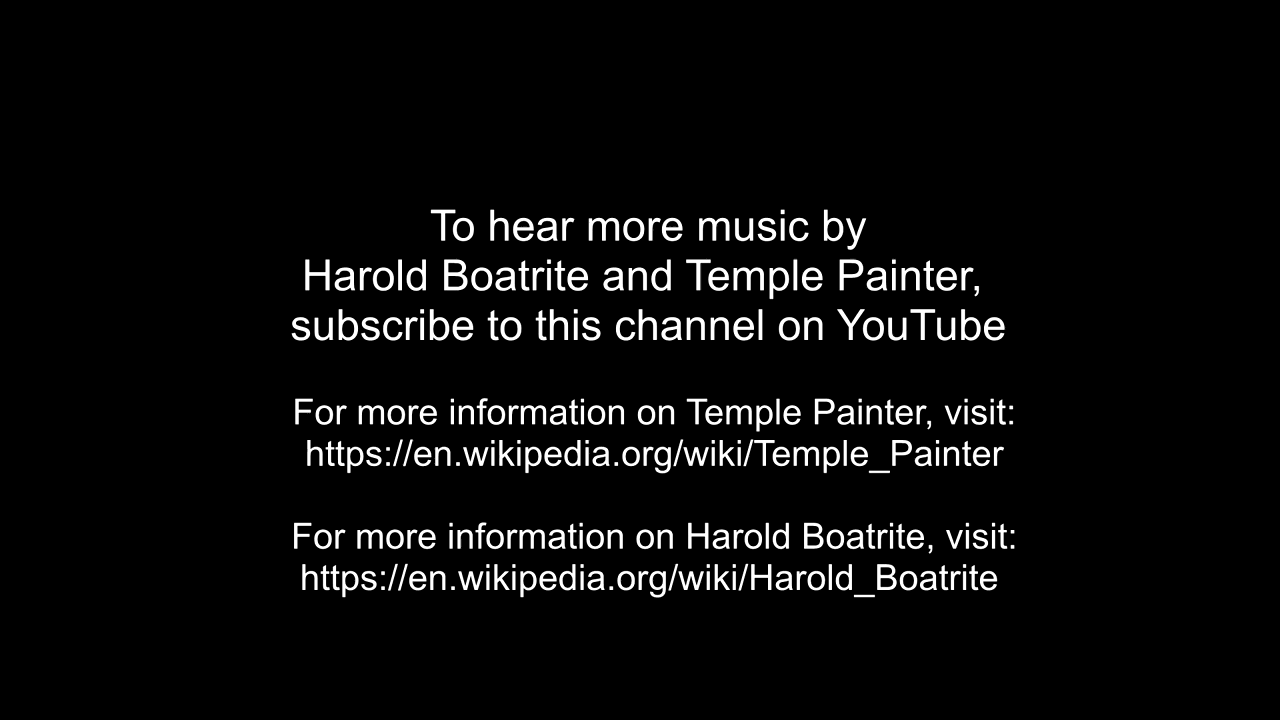 To hear more music by
Harold Boatrite and Temple Painter,
subscribe to this channel on YouTube
For more information on Temple Painter, visit:
https://en.wikipedia.org/wiki/Temple_Painter
For more information on Harold Boatrite, visit:
https://en.wikipedia.org/wiki/Harold_Boatrite